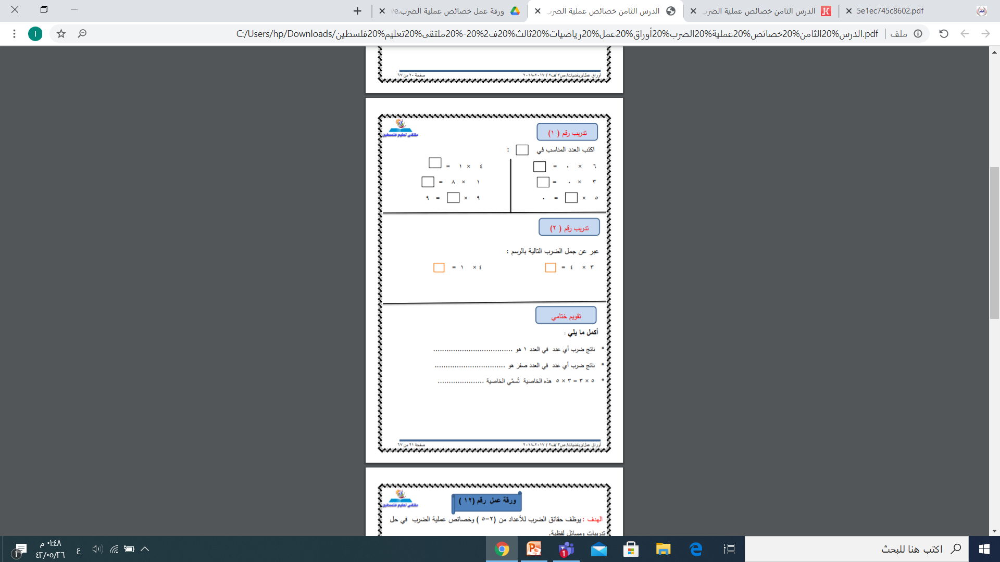 5e1ec745c8602.pdf
الدرس الثامن خصائص عملية الضرب
الدرس الثامن خصائص عملية الضرب
ورقة عمل خصائص عملية الضرب.ve
ملف
C:/Users/hp/Downloads/الدرس%20الثامن%20خصائص%20عملية%20الضرب%20أوراق%20عمل%20رياضيات%20ثالث%20ف2%20-%20ملتقى%20تعليم%20فلسطين.pdf
I
أوراق عمل/رياضيات/ ص٣ /ف٢ / ٢٠١٧-٢٠١٨ صفحة ٢٠ من ٦٧
ملتقى تعليم فلسطين
تدريب رقم ( ١ )
اكتب العدد المناسب في :
٦ × ٠ =
٤ × ١ =
٣ × ٠ =
١ × ٨ =
٥ × = ٠
٩ × = ٩
تدريب رقم ( ٢ )
عبر عن جمل الضرب التالية بالرسم :
٣ × ٤ =
٤ × ١ =
تقويم ختامي
أكمل ما يلي :
• ناتج ضرب أي عدد في العدد ١ هو ....................................
• ناتج ضرب أي عدد في العدد صفر هو ................................
• ٥ × ٣ = ٣ × ٥ هذه الخاصية تُسمّي الخاصية .....................
أوراق عمل/رياضيات/ ص٣ /ف٢ / ٢٠١٧-٢٠١٨ صفحة ٢١ من ٦٧
ملتقى تعليم فلسطين
ورقة عمل رقم (١٢ )
الهدف : يوظف حقائق الضرب للأعداد من (٢-٥ ) وخصائص عملية الضرب في حل
تدريبات ومسائل لفظية.
اكتب هنا للبحث
1
ع
٠١:٤٨ م
٤٢/٠٥/٢٦
١